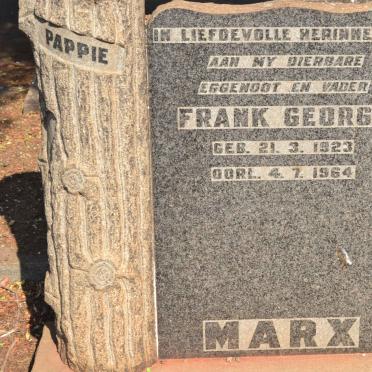 PAPPIE
IN LIEFDEVOLLE HERINNE
AAN MY DIERBARE
EGGENOOT EN VADER
FRANK GEORG
GEB. 21. 3. 1923
OORL. 4. 7. 1964
MARX